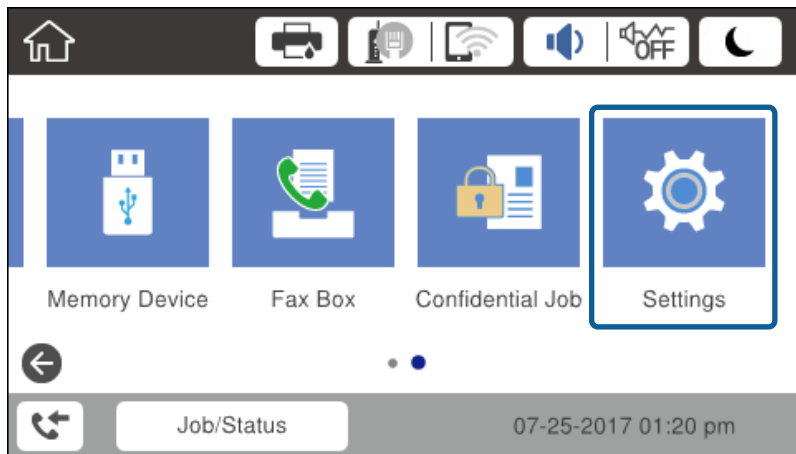 OFF
Memory Device
Fax Box
Confidential Job
Settings
Job/Status
07-25-2017 01:20 pm